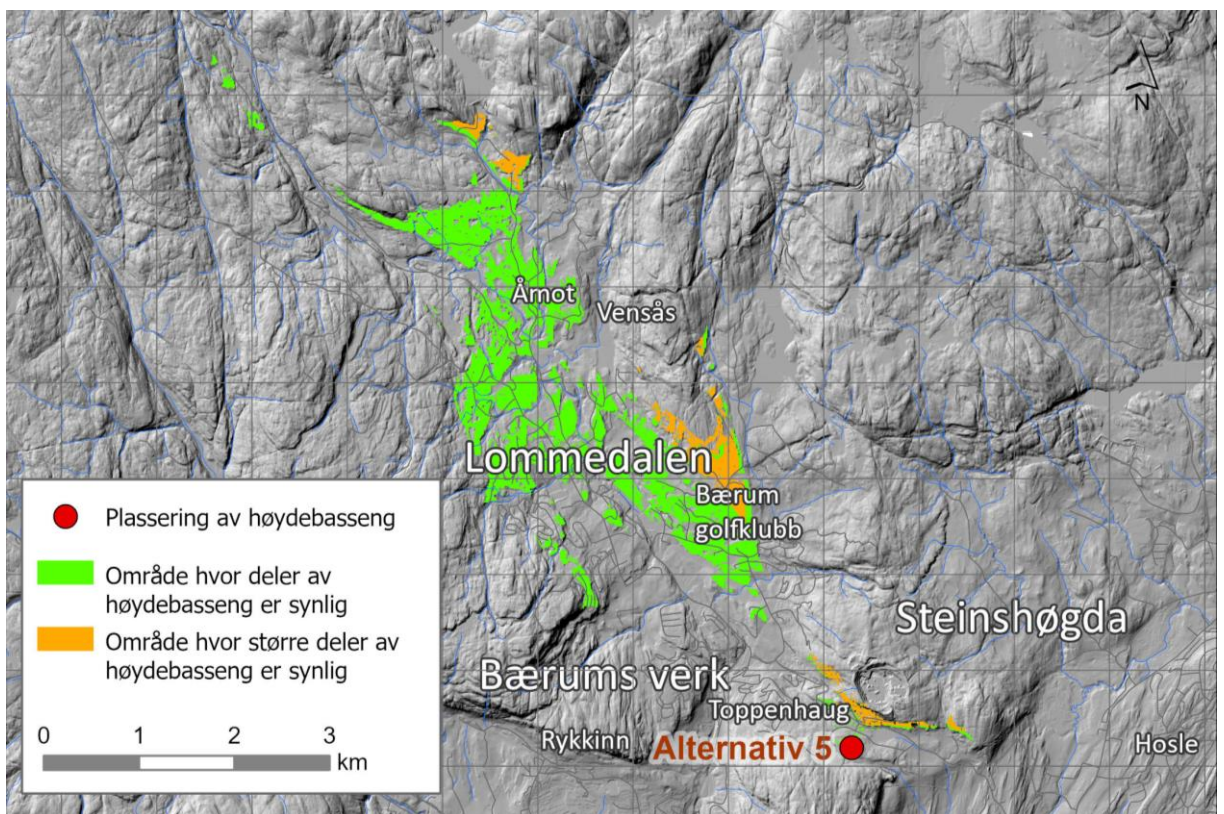 N
Åmot
Vensås
Lommedalen
Bærum
golfklubb
Steinshøgda
Bærums verk
Toppenhaug
Rykkinn
Alternativ 5
Hosle
Plassering av høydebasseng
Område hvor deler av
høydebasseng er synlig
Område hvor større deler av
høydebasseng er synlig
0 1 2 3
km